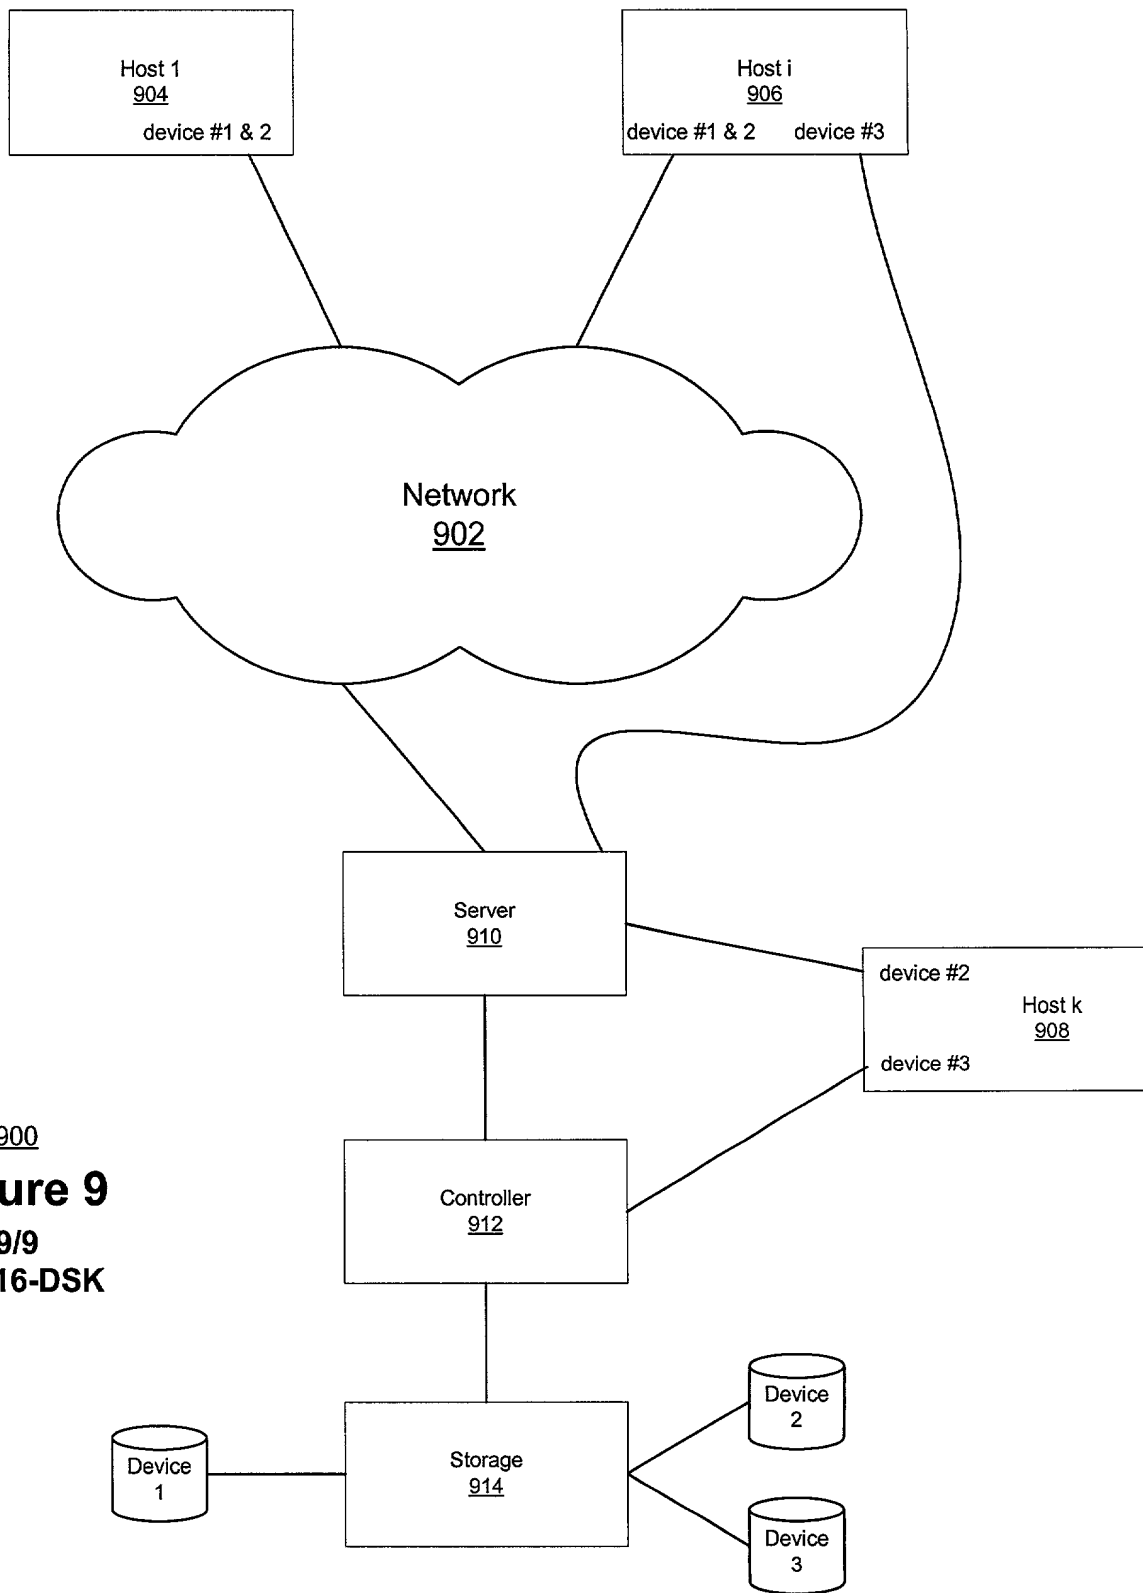 Host 1
904
device #1 & 2
Host i
906
device #1 & 2 device #3
Network
902
Server
910
device #2
Host k
908
device #3
900
ure 9
9/9
16-DSK
Controller
912
Storage
914
Device
1
Device
2
Device
3